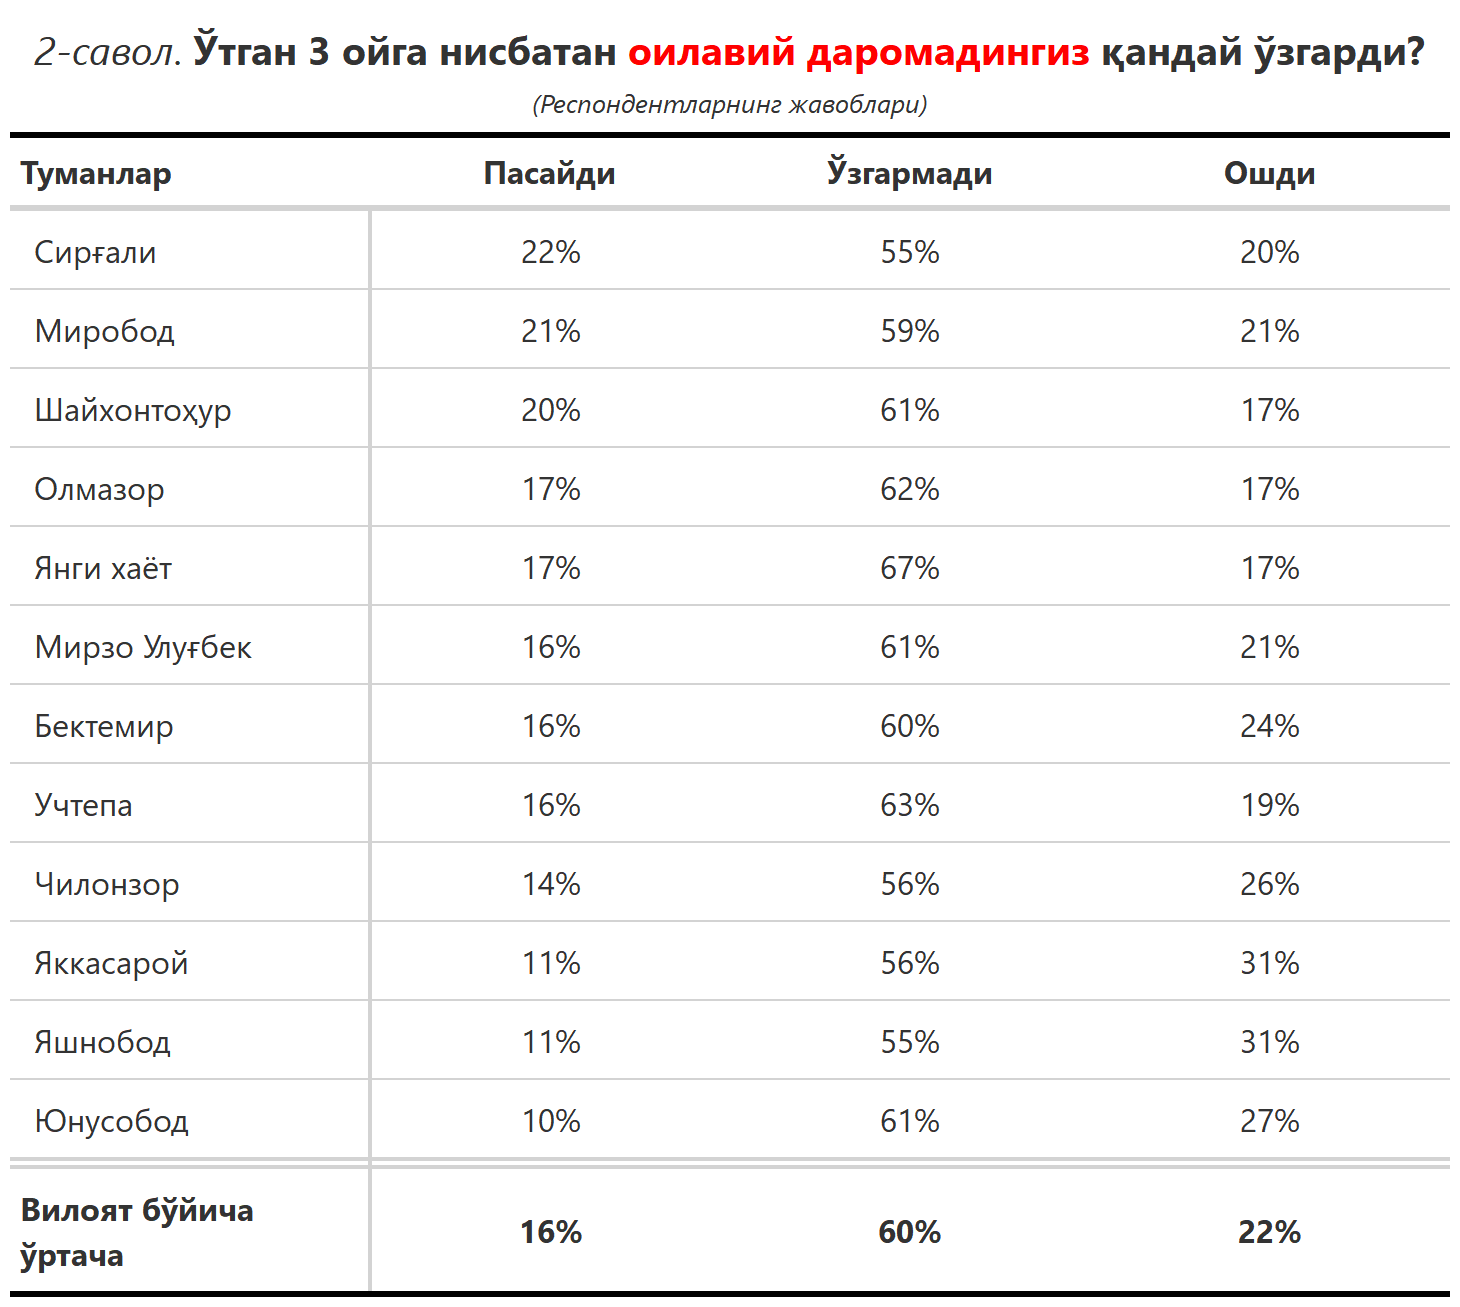 2-савол. Ўтган 3 ойга нисбатан оилавий даромадингиз қандай ўзгарди?
(Респондентларнинг жавоблари)
Туманлар Пасайди Ўзгармади Ошди
Сирғали 22% 55% 20%
Миробод 21% 59% 21%
Шайхонтоҳур 20% 61% 17%
Олмазор 17% 62% 17%
Янги хаёт 17% 67% 17%
Мирзо Улуғбек 16% 61% 21%
Бектемир 16% 60% 24%
Учтепа 16% 63% 19%
Чилонзор 14% 56% 26%
Яккасарой 11% 56% 31%
Яшнобод 11% 55% 31%
Юнусобод 10% 61% 27%
Вилоят бўйича
ўртача 16% 60% 22%